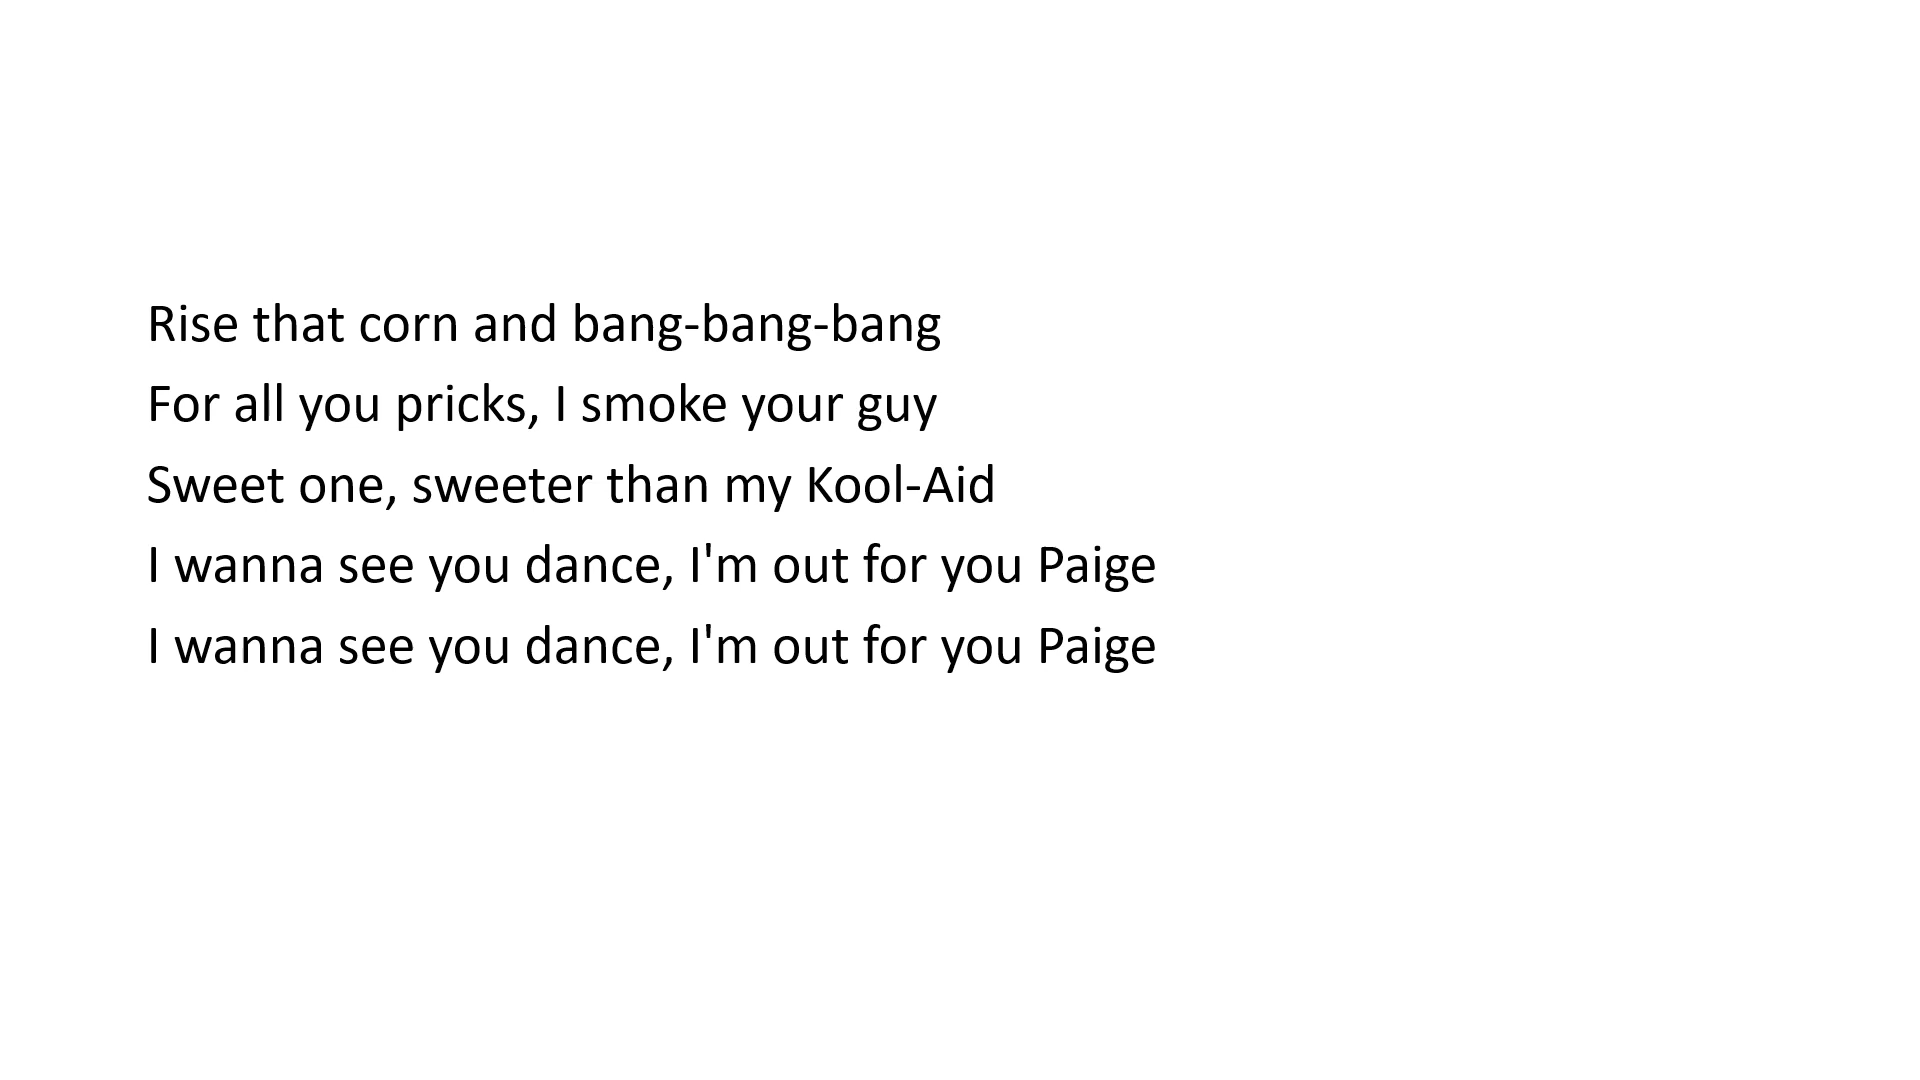 Rise that corn and bang-bang-bang
For all you pricks, I smoke your guy
Sweet one, sweeter than my Kool-Aid
I wanna see you dance, I'm out for you Paige
I wanna see you dance, I'm out for you Paige